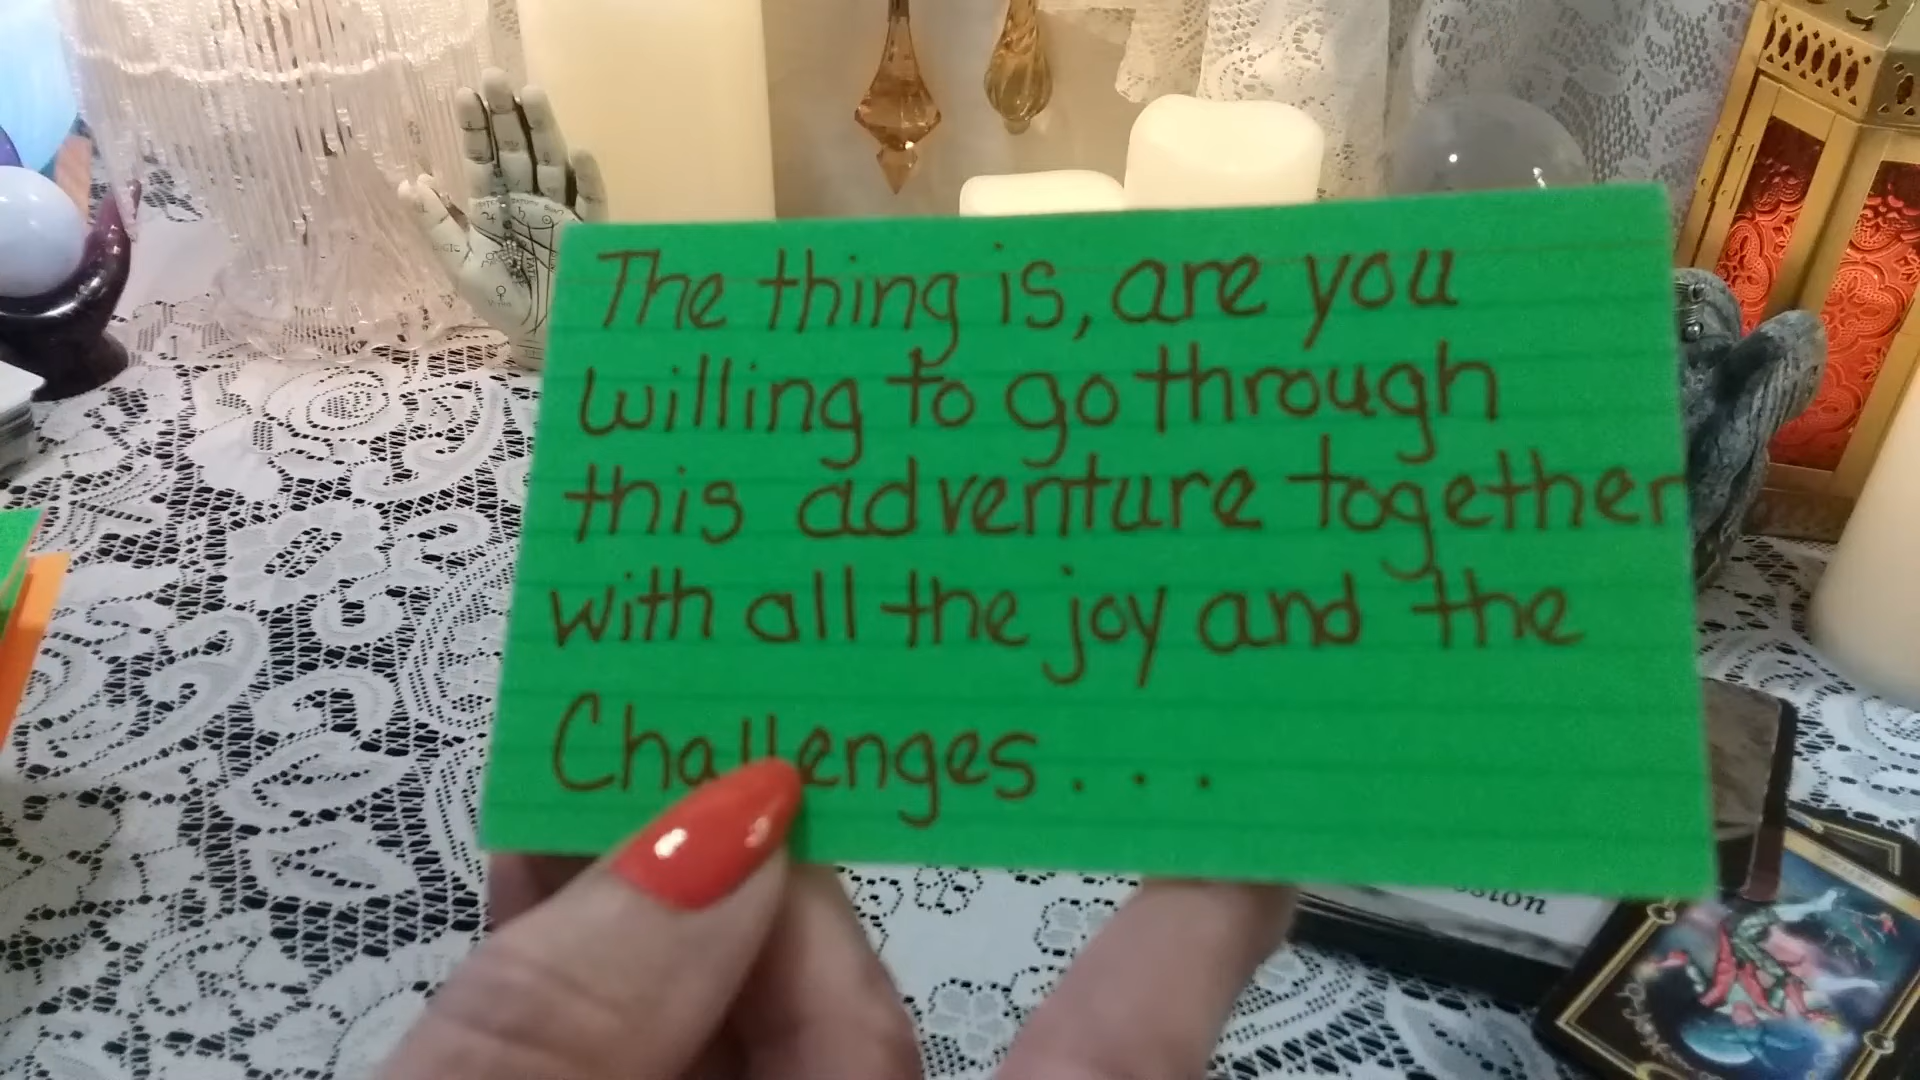 The thing is, are you
willing to go through
this adventure together
with all the joy and the
Challenges...